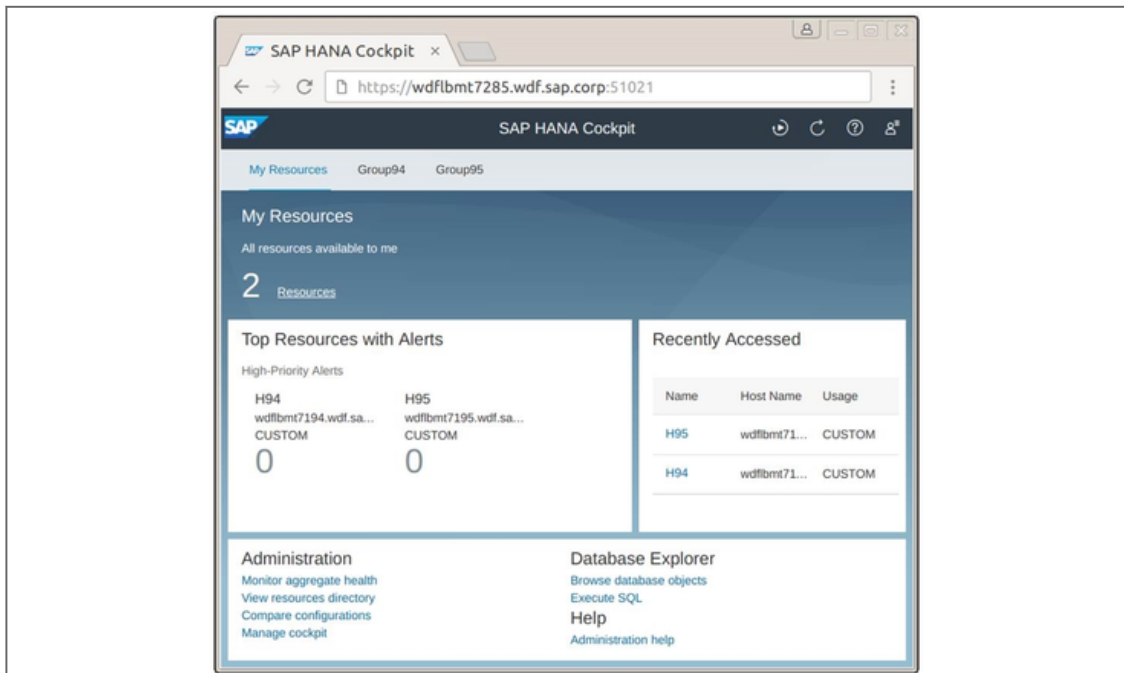 SAP HANA Cockpit
https://wdflbmt7285.wdf.sap.corp:51021
SAP SAP HANA Cockpit
My Resources Group94 Group95
My Resources
All resources available to me
2 Resources
Top Resources with Alerts
High-Priority Alerts
H94 H95
wdflbmt7194.wdf.sa... wdflbmt7195.wdf.sa...
CUSTOM CUSTOM
0 0
Recently Accessed
Name Host Name Usage
H95 wdflbmt71... CUSTOM
H94 wdflbmt71... CUSTOM
Administration
Monitor aggregate health
View resources directory
Compare configurations
Manage cockpit
Database Explorer
Browse database objects
Execute SQL
Help
Administration help